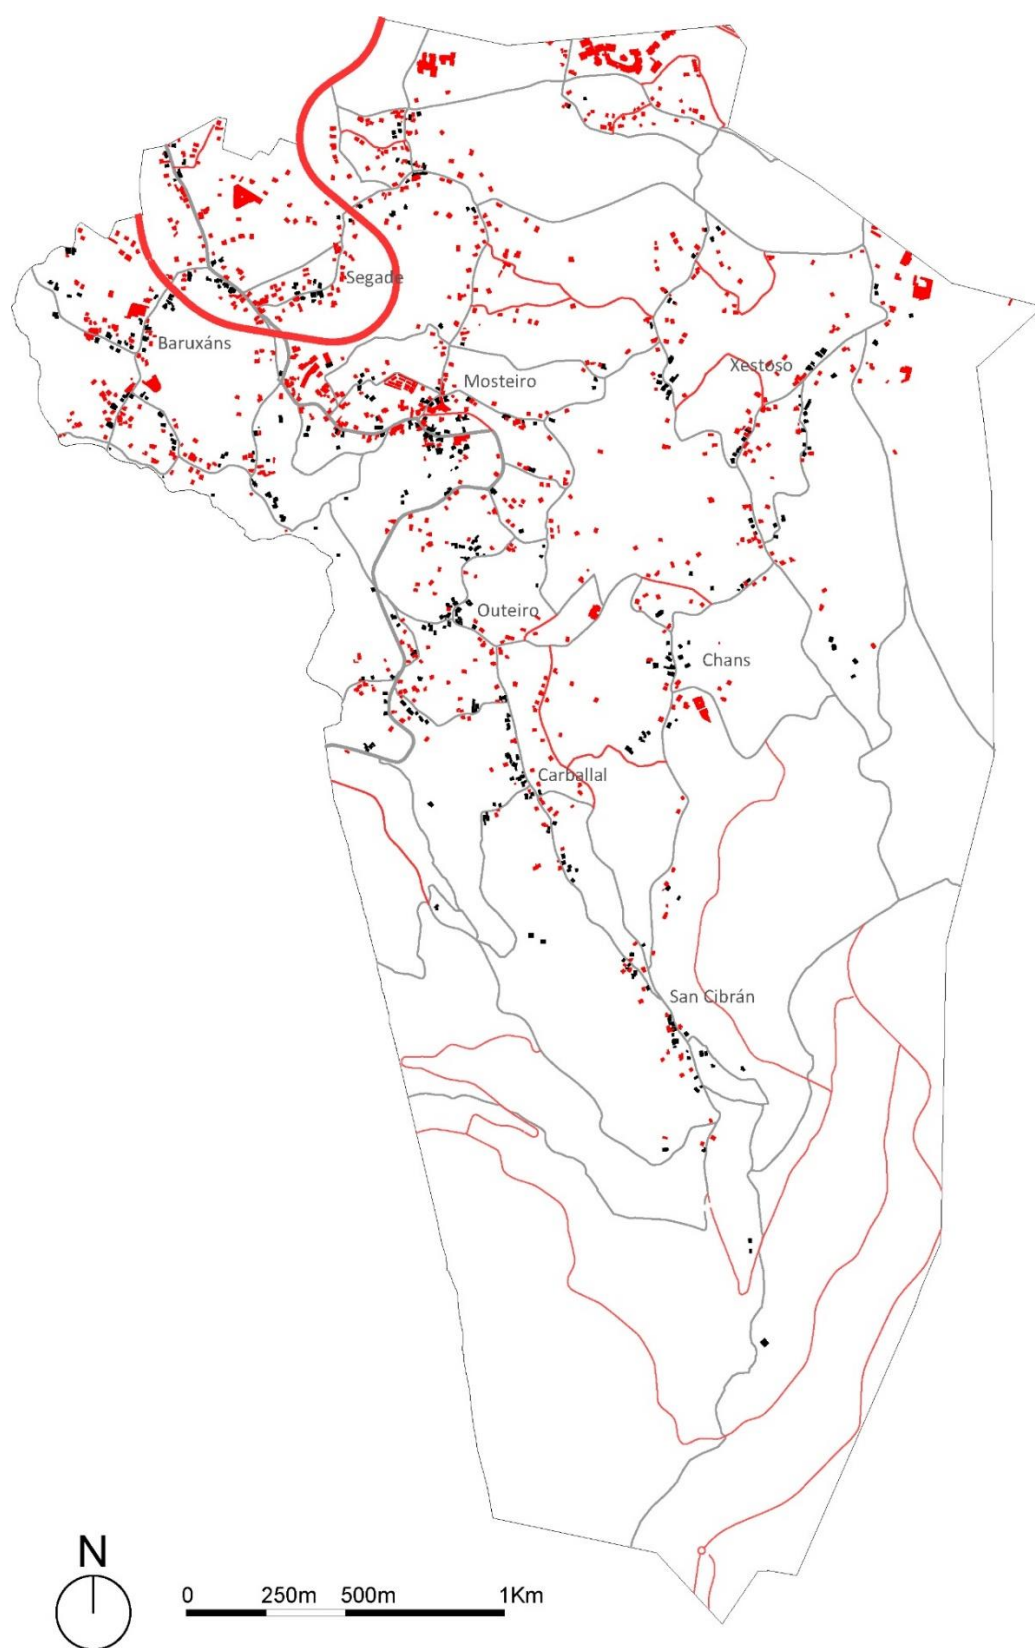 Segade
Baruxáns
Xestoso
Mosteiro
Outeiro
Chans
Carballal
San Cibrán
N
0 250m 500m 1Km